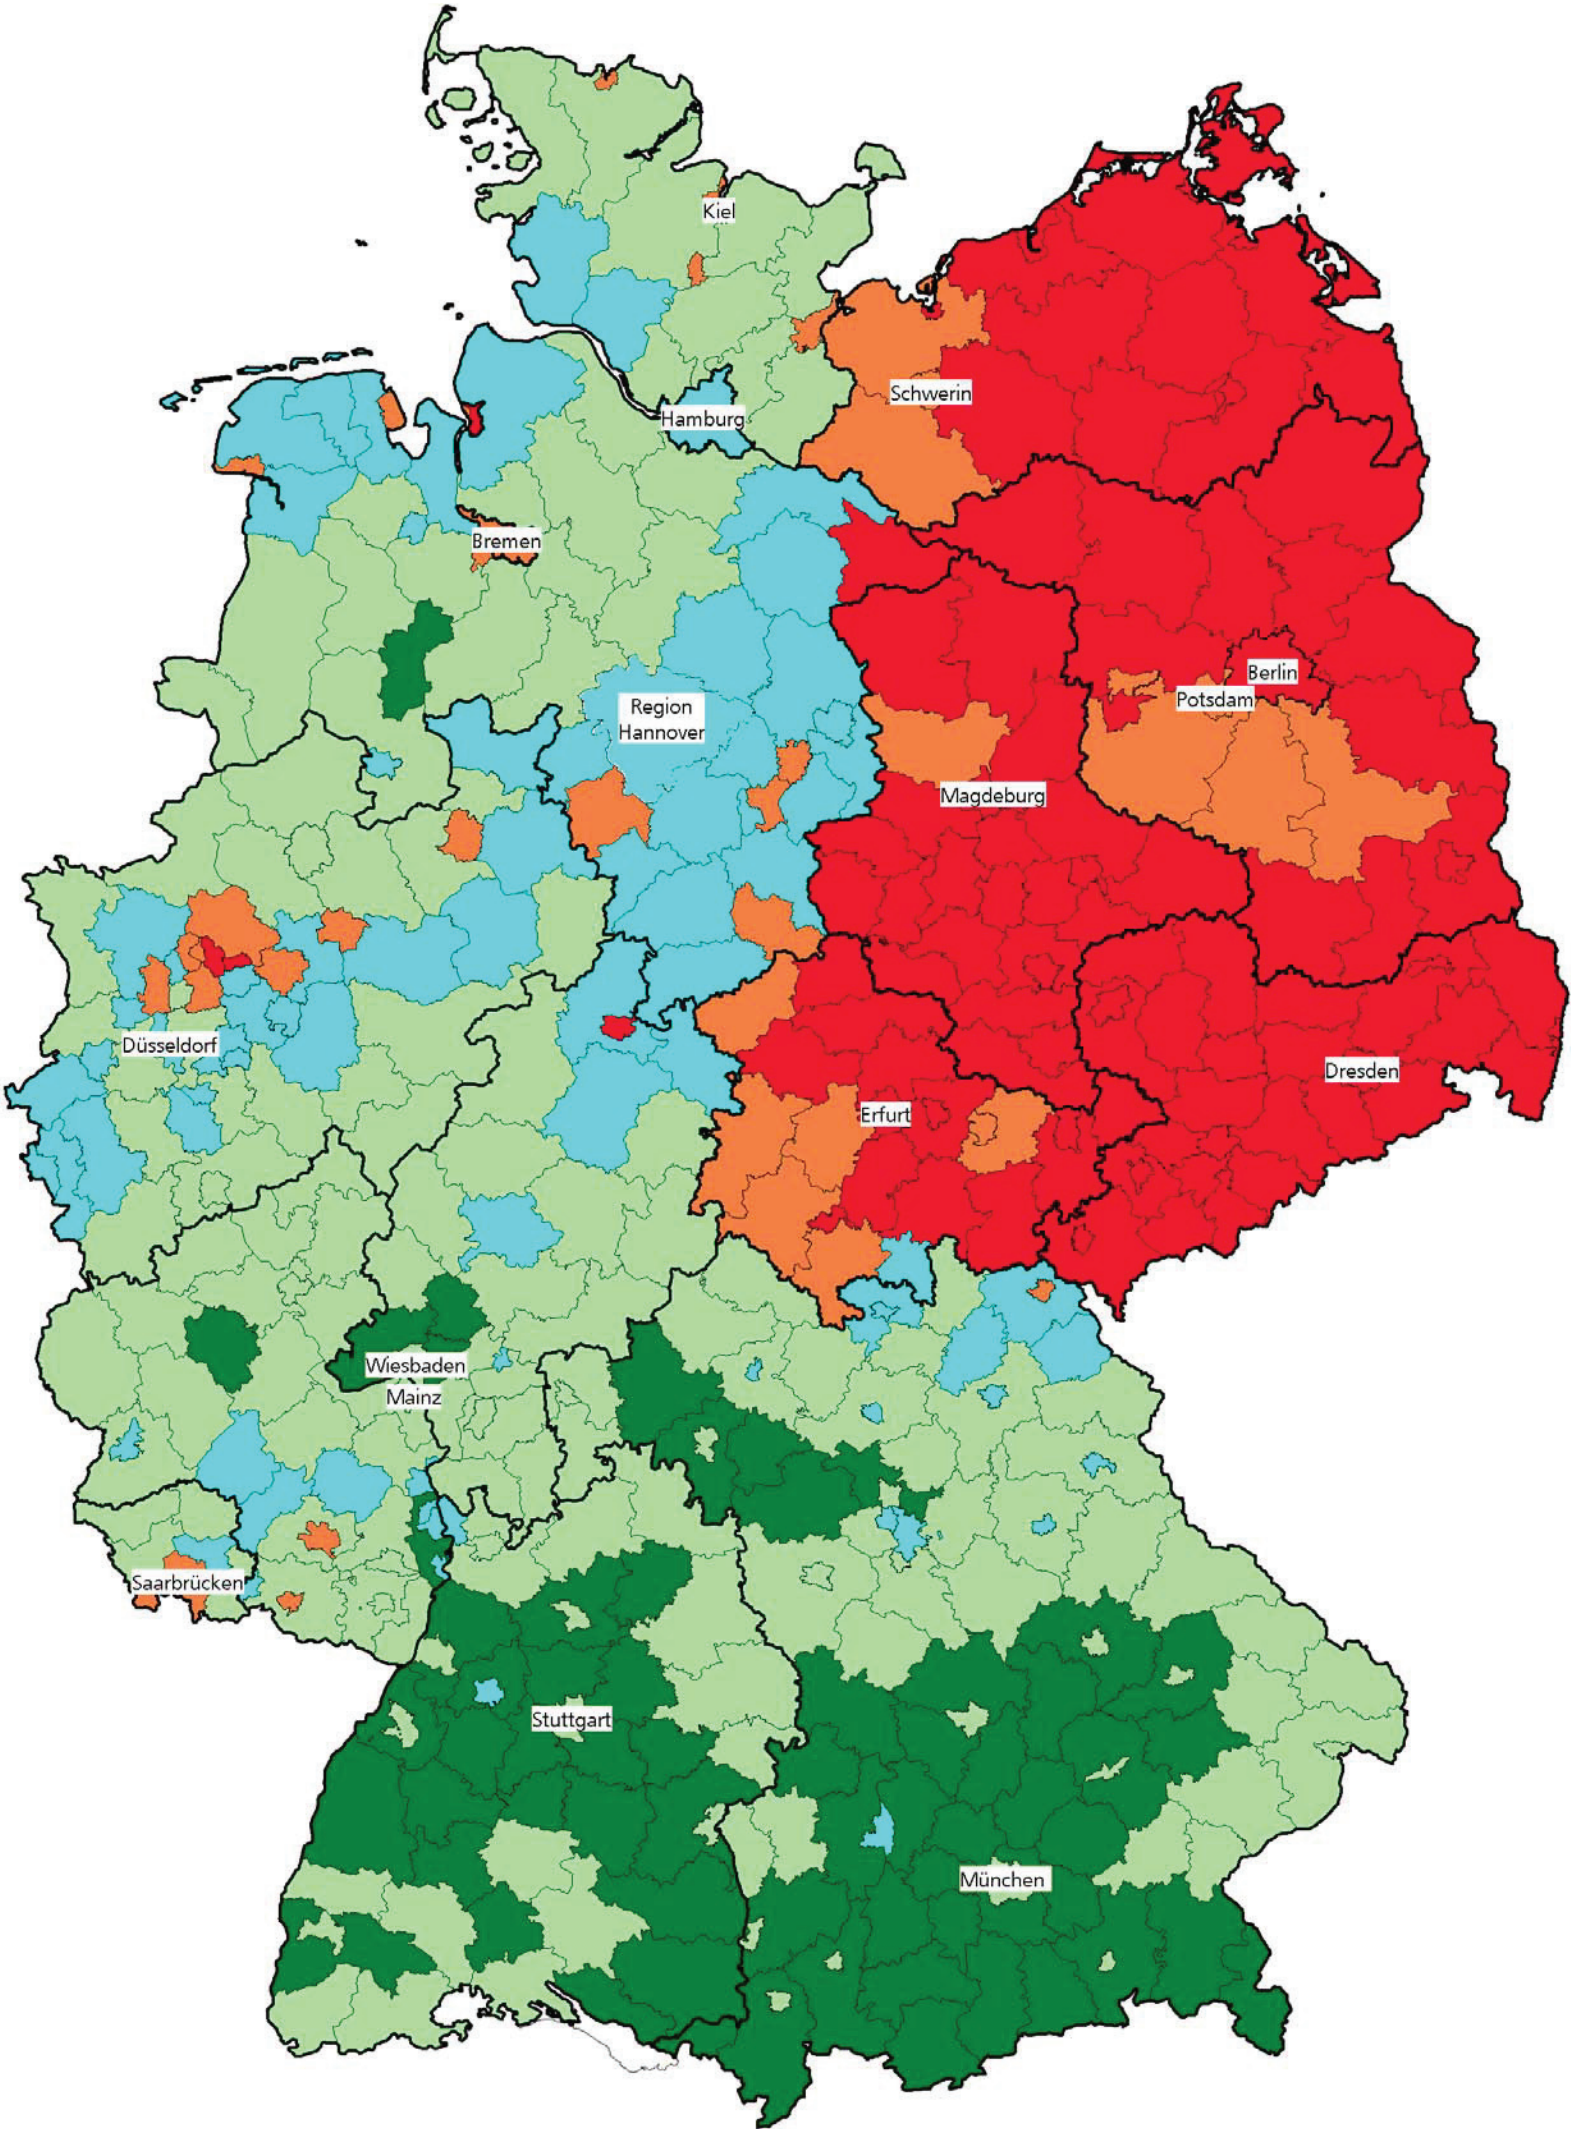 Kiel
Schwerin
Hamburg
Bremen
Berlin
Potsdam
Region
Hannover
Magdeburg
Düsseldorf
Dresden
Erfurt
Wiesbaden
Mainz
Saarbrücken
Stuttgart
München